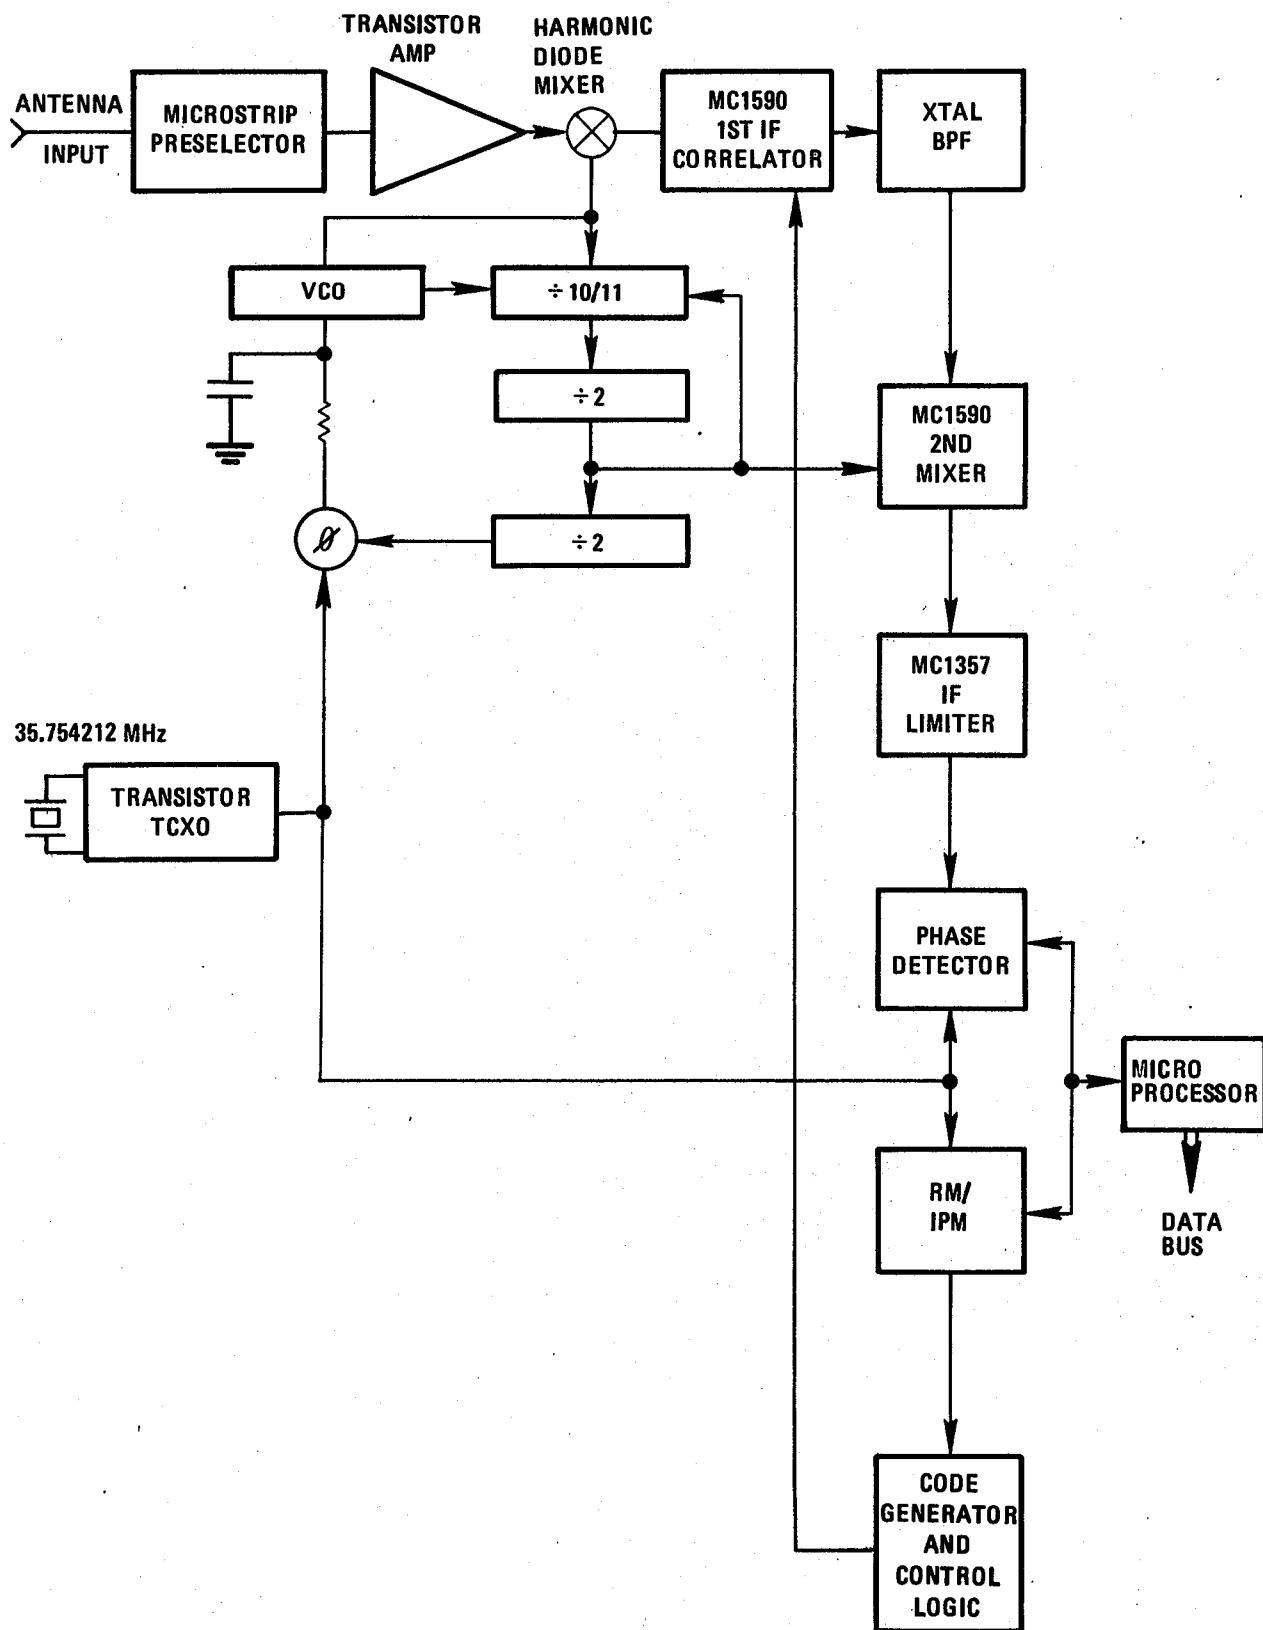 TRANSISTOR
AMP
HARMONIC
DIODE
MIXER
ANTENNA
INPUT
MICROSTRIP
PRESELECTOR
MC1590
1ST IF
CORRELATOR
XTAL
BPF
VCO
÷ 10/11
÷ 2
MC1590
2ND
MIXER
Ø
÷ 2
MC1357
IF
LIMITER
35.754212 MHz
TRANSISTOR
TCXO
PHASE
DETECTOR
MICRO
PROCESSOR
RM/
IPM
DATA
BUS
CODE
GENERATOR
AND
CONTROL
LOGIC